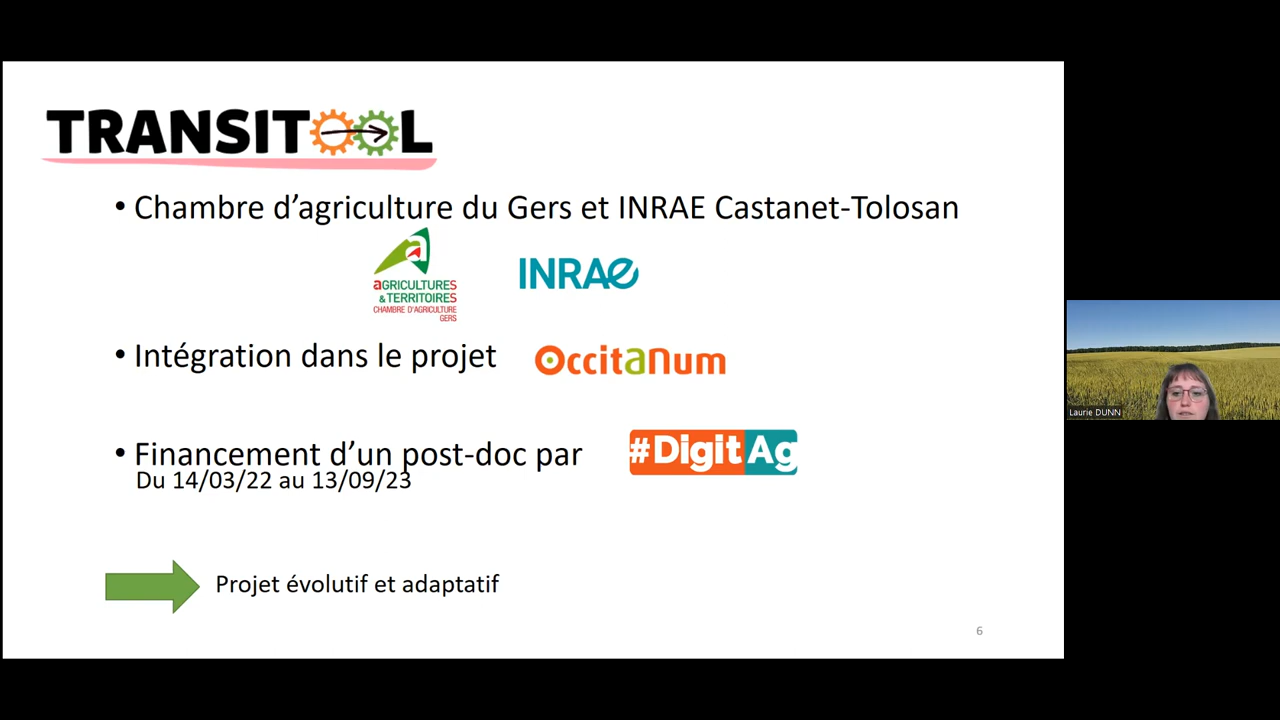 TRANSITOOL
• Chambre d’agriculture du Gers et INRAE Castanet-Tolosan
AGRICULTURES
& TERRITOIRES
CHAMBRE D'AGRICULTURE
GERS
INRAE
• Intégration dans le projet
OccitaNum
• Financement d’un post-doc par
#DigitAg
Du 14/03/22 au 13/09/23
Projet évolutif et adaptatif
6
Laurie DUNN